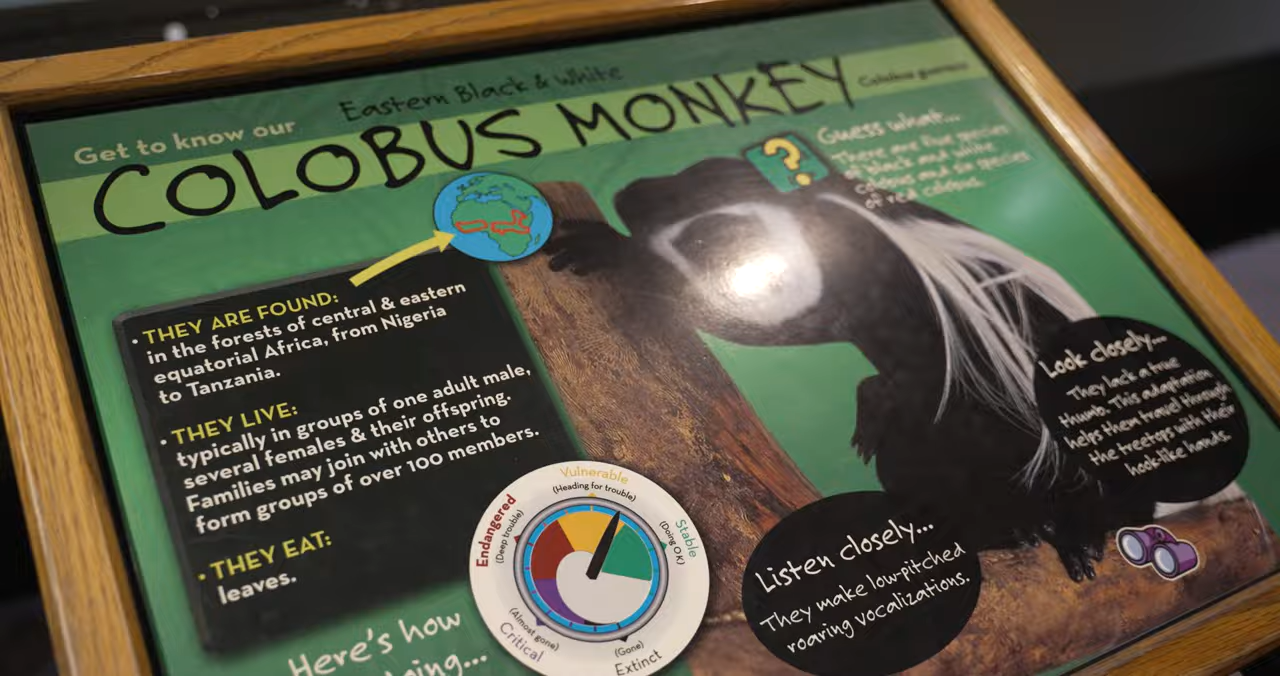 Get to know our
Eastern Black & White
COLOBUS MONKEY
Colobus guereza
?
Guess what...
There are five species
of black and white
colobus and six species
of red colobus.
• THEY ARE FOUND:
in the forests of central & eastern
equatorial Africa, from Nigeria
to Tanzania.
• THEY LIVE:
typically in groups of one adult male,
several females & their offspring.
Families may join with others to
form groups of over 100 members.
• THEY EAT:
leaves.
Here's how
Vulnerable
(Heading for trouble)
Endangered
(Deep trouble)
Stable
(Doing OK)
(Almost gone)
Critical
(Gone)
Extinct
Listen closely...
They make low-pitched
roaring vocalizations.
Look closely...
They lack a true
thumb. This adaptation
helps them travel through
the treetops with their
hook-like hands.